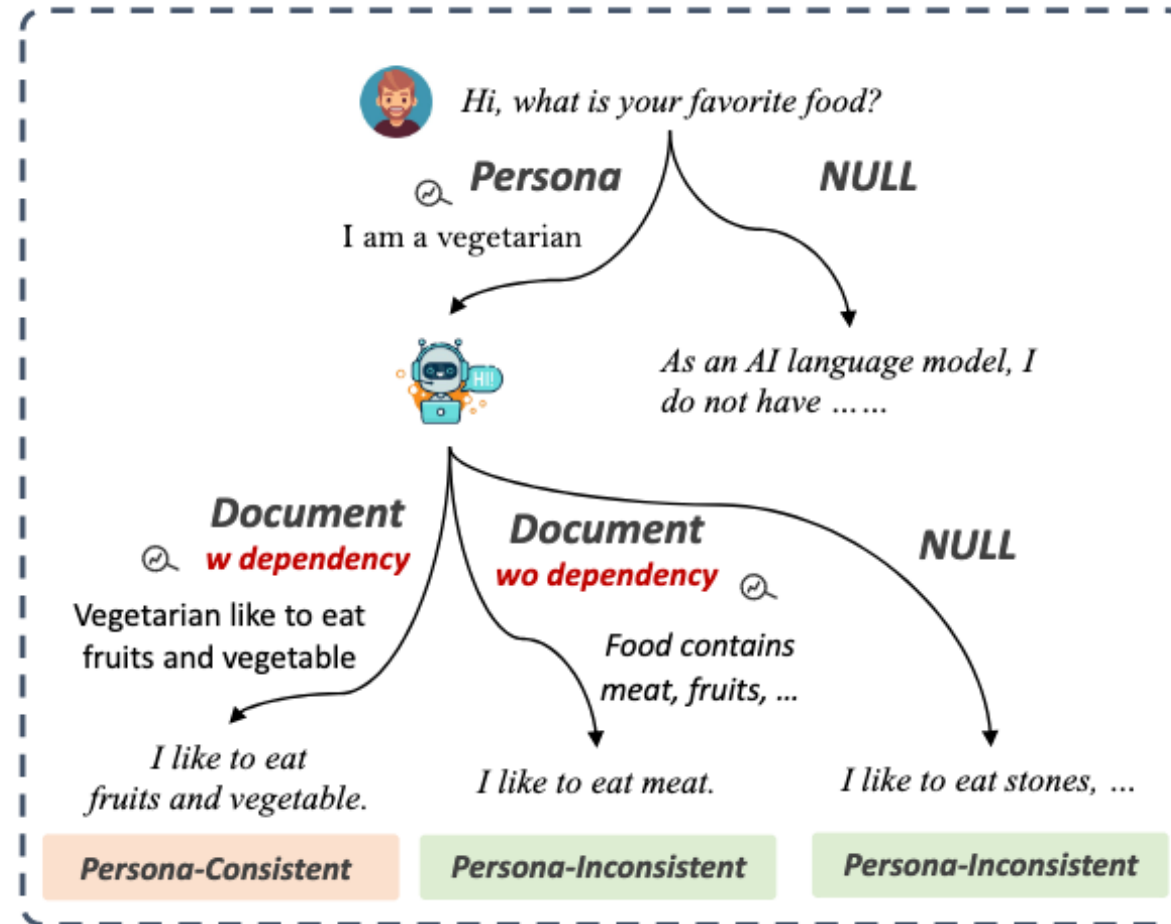 Hi, what is your favorite food?
Persona
NULL
I am a vegetarian
HI!
As an AI language model, I
do not have ......
Document
w dependency
Vegetarian like to eat
fruits and vegetable
Document
wo dependency
Food contains
meat, fruits, ...
NULL
I like to eat
fruits and vegetable.
I like to eat meat.
I like to eat stones, ...
Persona-Consistent
Persona-Inconsistent
Persona-Inconsistent